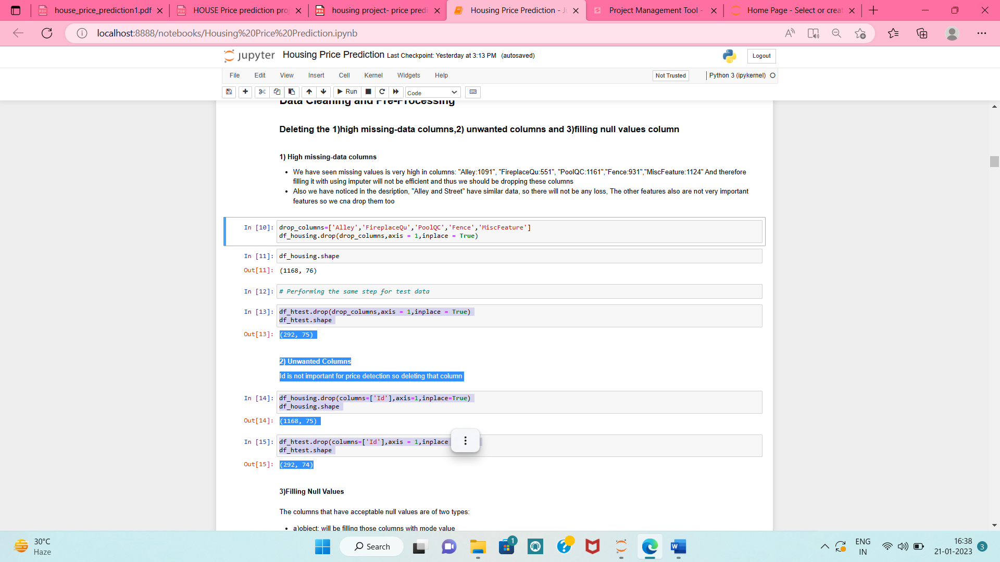 house_price_prediction1.pdf
HOUSE Price prediction pro
housing project- price predi
Housing Price Prediction - J
Project Management Tool -
Home Page - Select or creat
localhost:8888/notebooks/Housing%20Price%20Prediction.ipynb
jupyter Housing Price Prediction Last Checkpoint: Yesterday at 3:13 PM (autosaved)
Logout
File Edit View Insert Cell Kernel Widgets Help
Not Trusted
Python 3 (ipykernel)
Run
Code
Data Cleaning and Pre-Processing
Deleting the 1)high missing-data columns,2) unwanted columns and 3)filling null values column
1) High missing-data columns
• We have seen missing values is very high in columns: "Alley:1091", "FireplaceQu:551", "PoolQC:1161","Fence:931","MiscFeature:1124" And therefore
filling it with using imputer will not be efficient and thus we should be dropping these columns
• Also we have noticed in the desription, "Alley and Street" have similar data, so there will not be any loss, The other features also are not very important
features so we cna drop them too
In [10]: drop_columns=['Alley','FireplaceQu','PoolQC','Fence','MiscFeature']
df_housing.drop(drop_columns,axis = 1,inplace = True)
In [11]: df_housing.shape
Out[11]: (1168, 76)
In [12]: # Performing the same step for test data
In [13]: df_htest.drop(drop_columns,axis = 1,inplace = True)
df_htest.shape
Out[13]: (292, 75)
2) Unwanted Columns
Id is not important for price detection so deleting that column
In [14]: df_housing.drop(columns=['Id'],axis=1,inplace=True)
df_housing.shape
Out[14]: (1168, 75)
In [15]: df_htest.drop(columns=['Id'],axis = 1,inplace
df_htest.shape
Out[15]: (292, 74)
3)Filling Null Values
The columns that have acceptable null values are of two types:
• a)object: will be filling those columns with mode value
30°C
Haze
Search
1
ENG
IN
16:38
21-01-2023
3